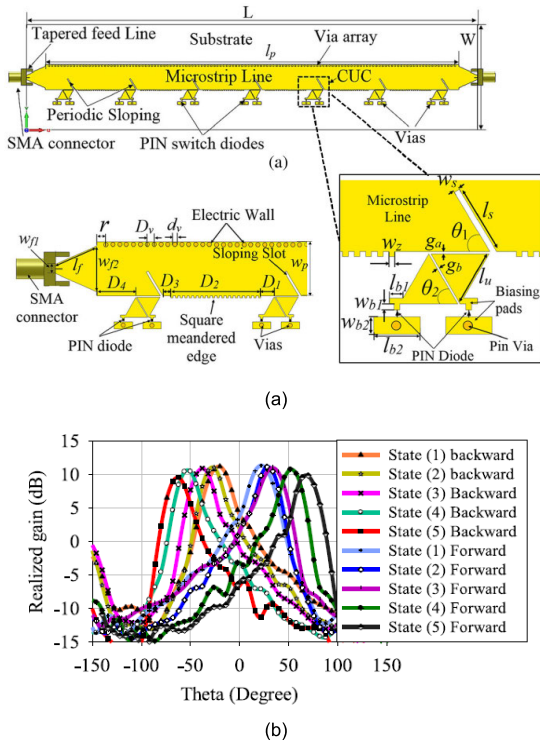 L
Tapered feed Line
Substrate
Via array
W
l_p
Microstrip Line
CUC
Periodic Sloping
SMA connector
PIN switch diodes
Vias
(a)
r
D_v
d_v
Electric Wall
w_f1
l_f
w_f2
Sloping Slot
w_p
D_4
D_3
D_2
D_1
SMA
connector
PIN diode
Square
meandered
edge
Vias
w_s
Microstrip
Line
l_s
θ_1
w_z
g_a
g_b
l_b1
l_u
w_b1
θ_2
Biasing
pads
w_b2
l_b2
PIN Diode
Pin Via
(a)
Realized gain (dB)
15
10
5
0
-5
-10
-15
-150
-100
-50
0
50
100
150
Theta (Degree)
State (1) backward
State (2) backward
State (3) Backward
State (4) Backward
State (5) Backward
State (1) Forward
State (2) Forward
State (3) Forward
State (4) Forward
State (5) Forward
(b)